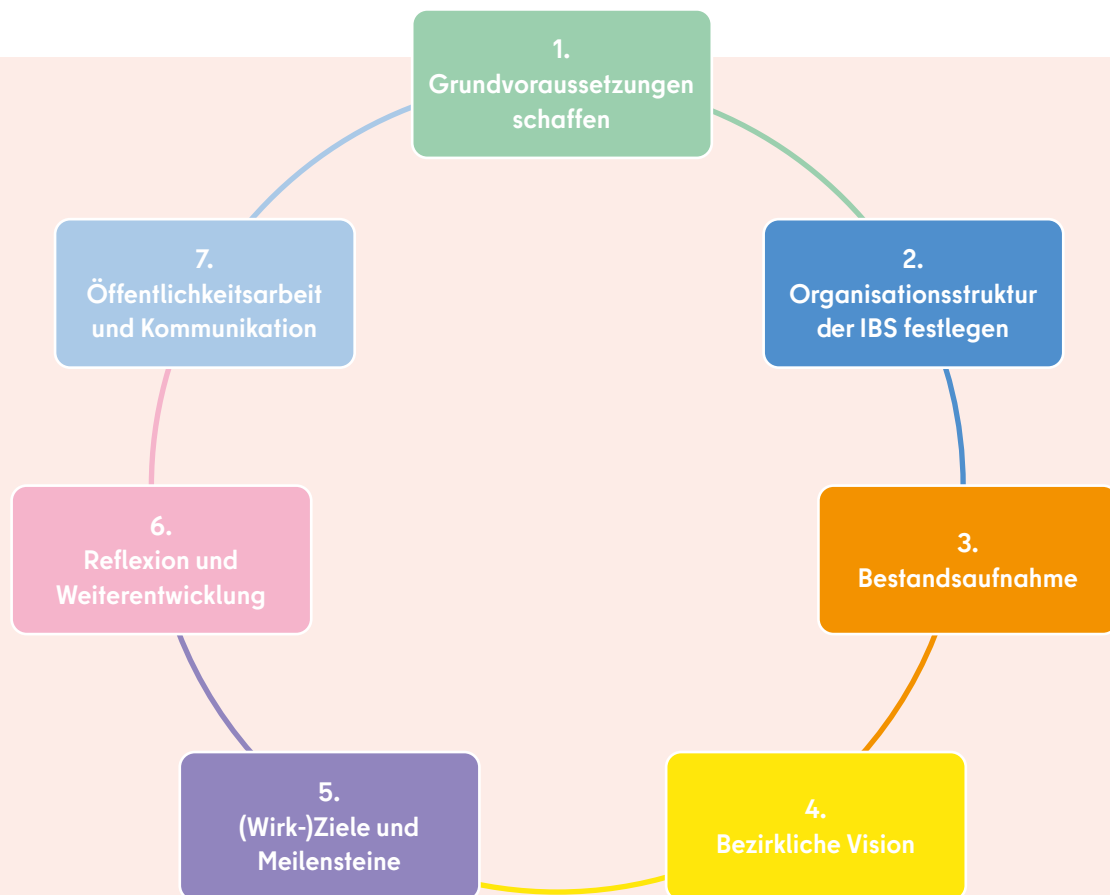 1.
Grundvoraussetzungen
schaffen
2.
Organisationsstruktur
der IBS festlegen
3.
Bestandsaufnahme
4.
Bezirkliche Vision
5.
(Wirk-)Ziele und
Meilensteine
6.
Reflexion und
Weiterentwicklung
7.
Öffentlichkeitsarbeit
und Kommunikation